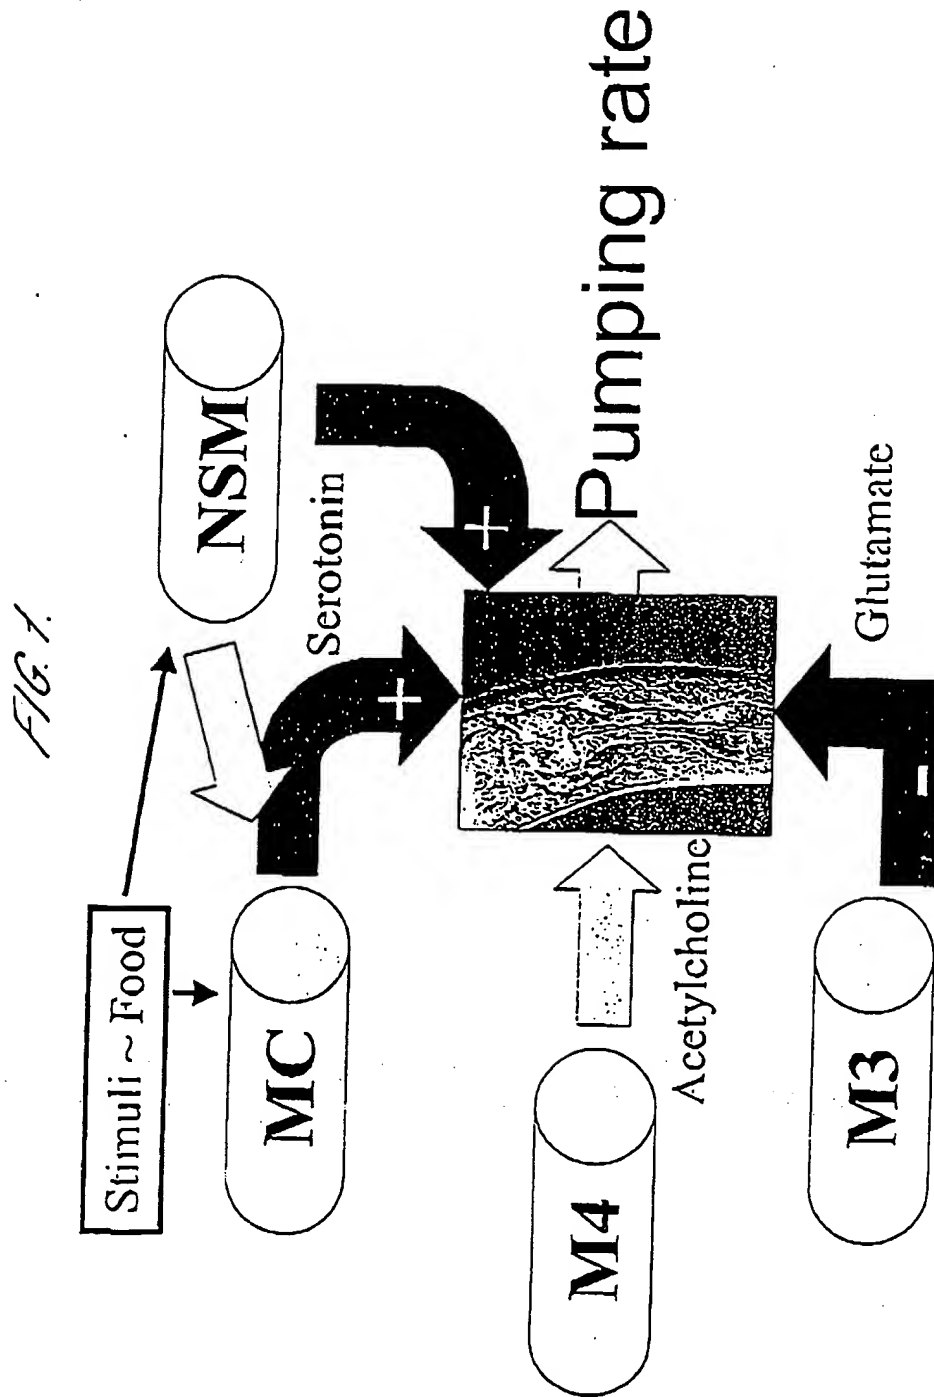 FIG. 1.
Stimuli ~ Food
NSM
MC
Serotonin
+
+
M4
Acetylcholine
Pumping rate
M3
Glutamate
-